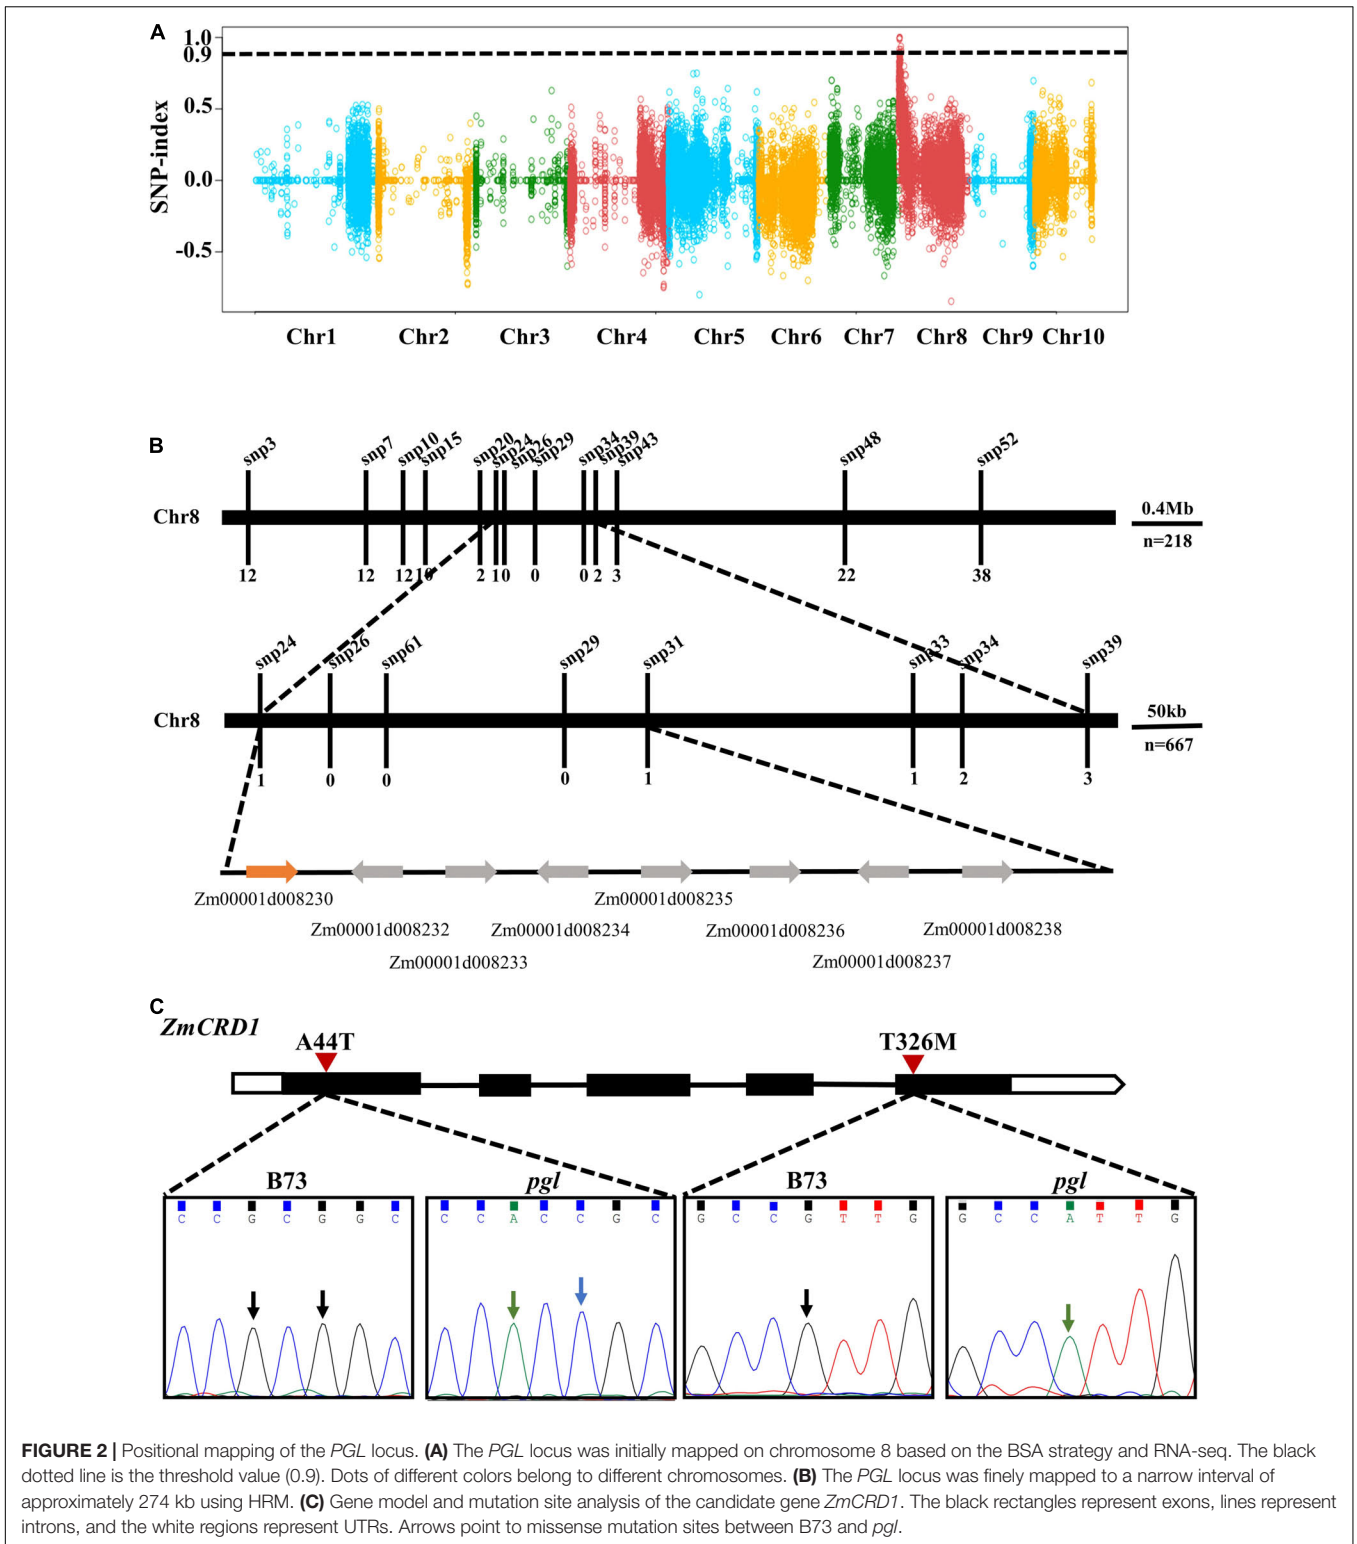 A
1.0
0.9
0.5
0.0
-0.5
SNP-index
Chr1 Chr2 Chr3 Chr4 Chr5 Chr6 Chr7 Chr8 Chr9 Chr10
B
snp3 snp7 snp10 snp15 snp20 snp24 snp26 snp29 snp34 snp39 snp43 snp48 snp52
Chr8
0.4Mb
n=218
12 12 12 10 2 1 0 0 0 2 3 22 38
snp24 snp26 snp61 snp29 snp31 snp33 snp34 snp39
Chr8
50kb
n=667
1 0 0 0 1 1 2 3
Zm00001d008230 Zm00001d008235
Zm00001d008232 Zm00001d008234 Zm00001d008236 Zm00001d008238
Zm00001d008233 Zm00001d008237
C
ZmCRD1
A44T T326M
B73 pgl B73 pgl
C C G C G G C C C A C C G C G C C G T T G G C C A T T G
FIGURE 2 | Positional mapping of the PGL locus. (A) The PGL locus was initially mapped on chromosome 8 based on the BSA strategy and RNA-seq. The black
dotted line is the threshold value (0.9). Dots of different colors belong to different chromosomes. (B) The PGL locus was finely mapped to a narrow interval of
approximately 274 kb using HRM. (C) Gene model and mutation site analysis of the candidate gene ZmCRD1. The black rectangles represent exons, lines represent
introns, and the white regions represent UTRs. Arrows point to missense mutation sites between B73 and pgl.